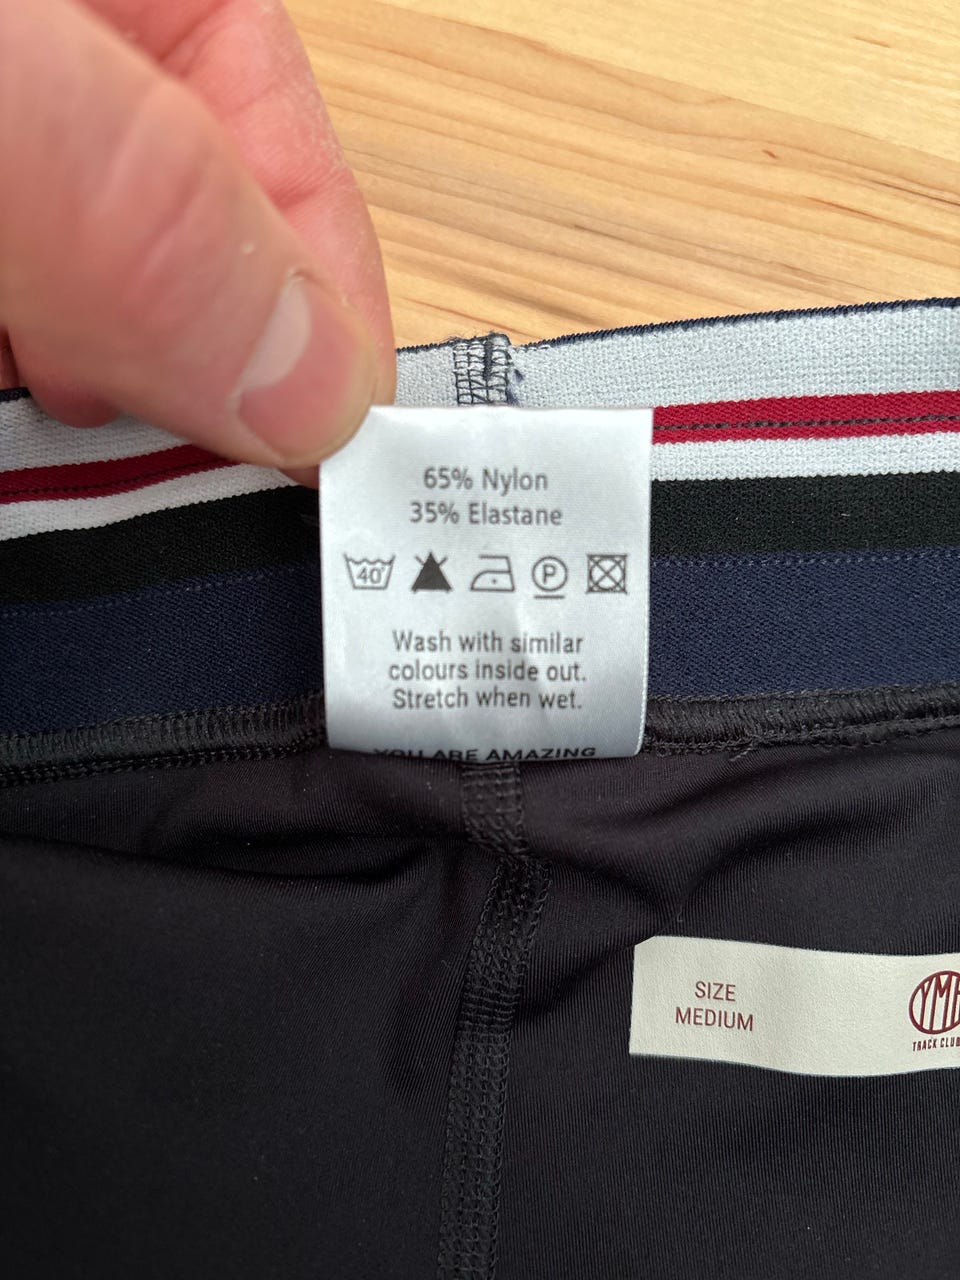 65% Nylon
35% Elastane
40
P
Wash with similar
colours inside out.
Stretch when wet.
YOU ARE AMAZING
SIZE
MEDIUM
TRACK CLUB